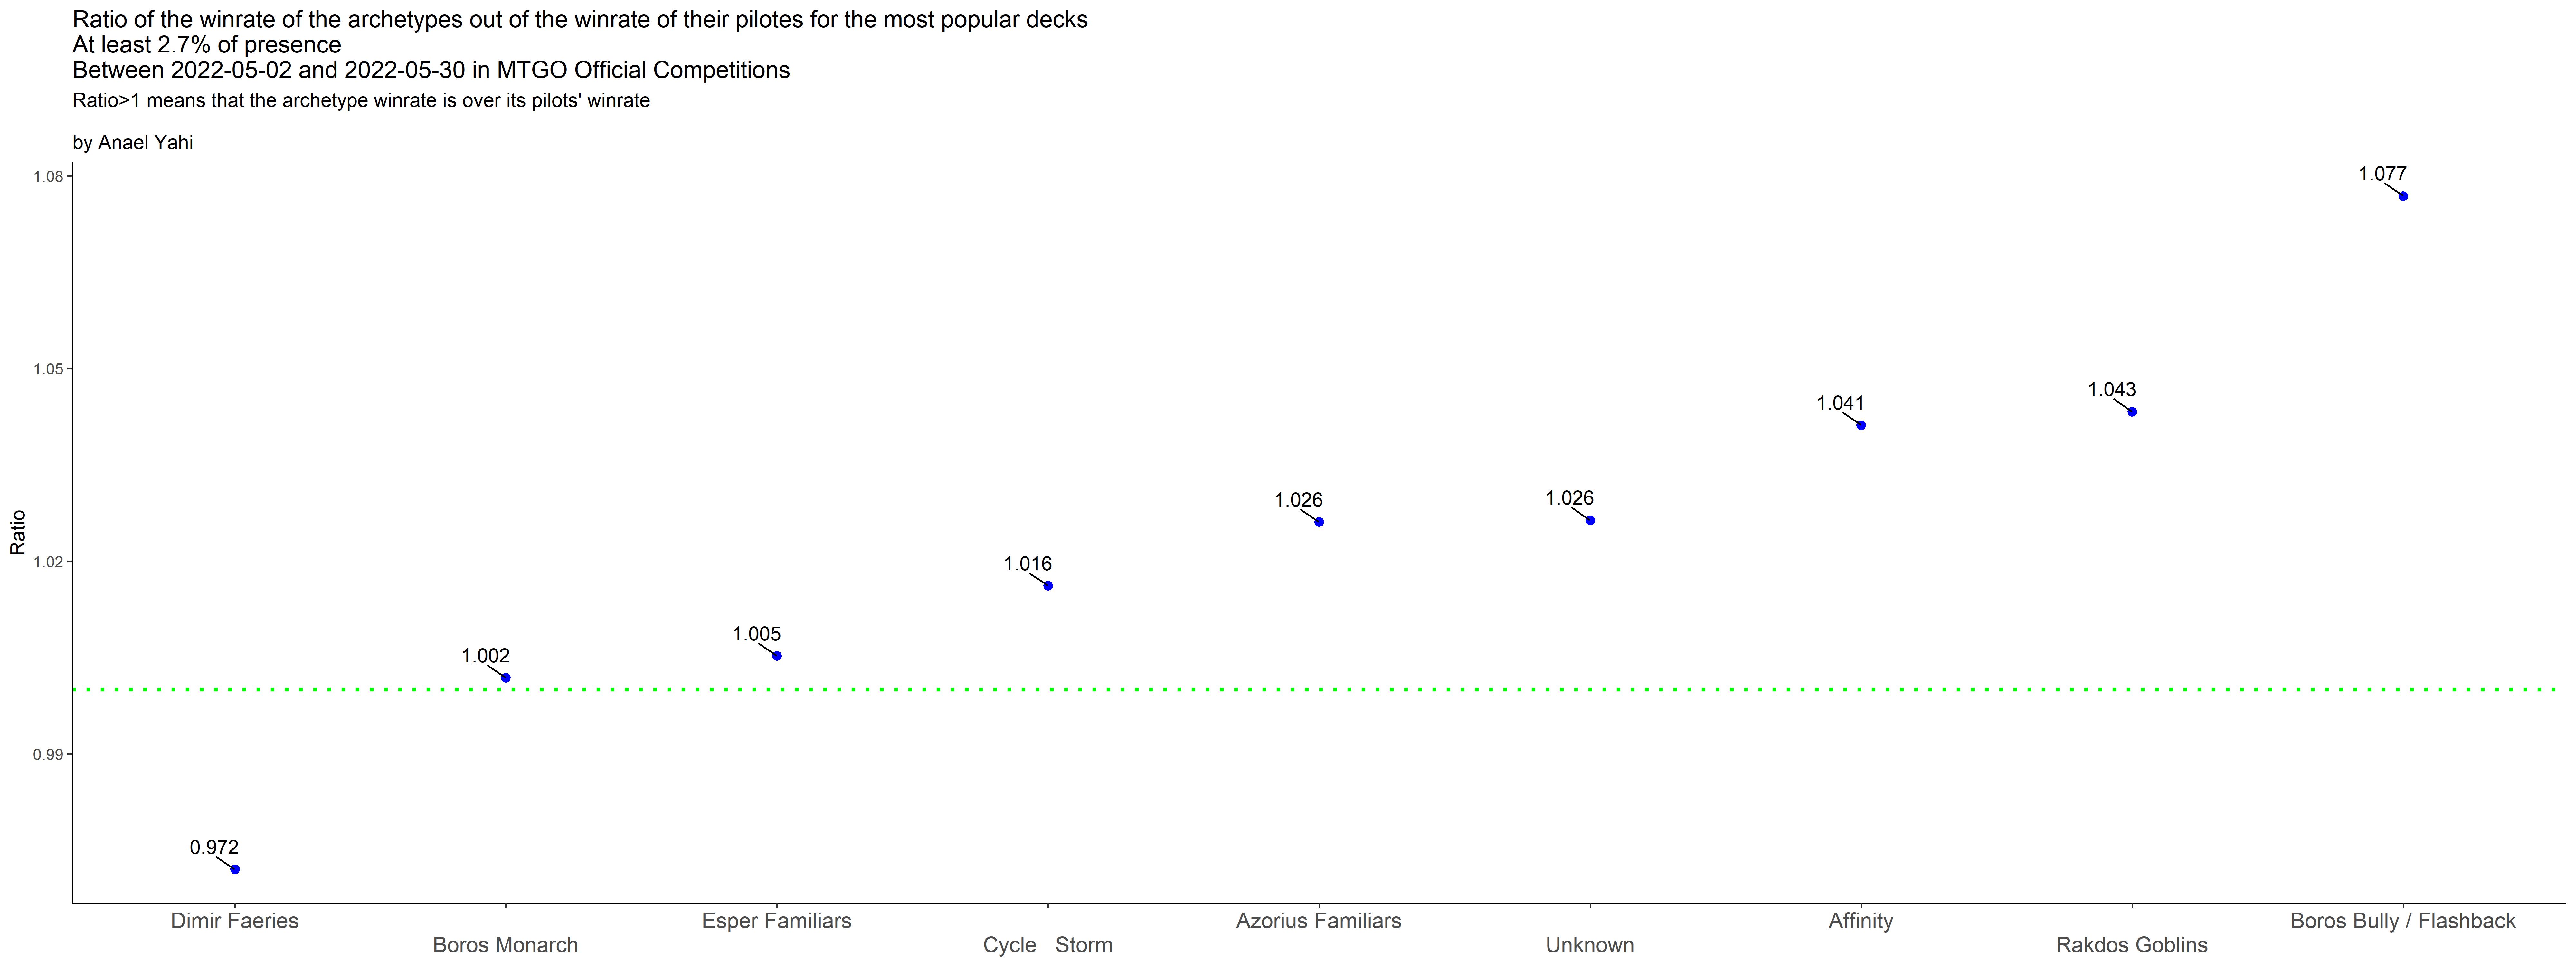 Ratio of the winrate of the archetypes out of the winrate of their pilotes for the most popular decks
At least 2.7% of presence
Between 2022-05-02 and 2022-05-30 in MTGO Official Competitions
Ratio>1 means that the archetype winrate is over its pilots' winrate
by Anael Yahi
1.08
1.05
1.02
0.99
Ratio
0.972
1.002
1.005
1.016
1.026
1.026
1.041
1.043
1.077
Dimir Faeries
Boros Monarch
Esper Familiars
Cycle   Storm
Azorius Familiars
Unknown
Affinity
Rakdos Goblins
Boros Bully / Flashback